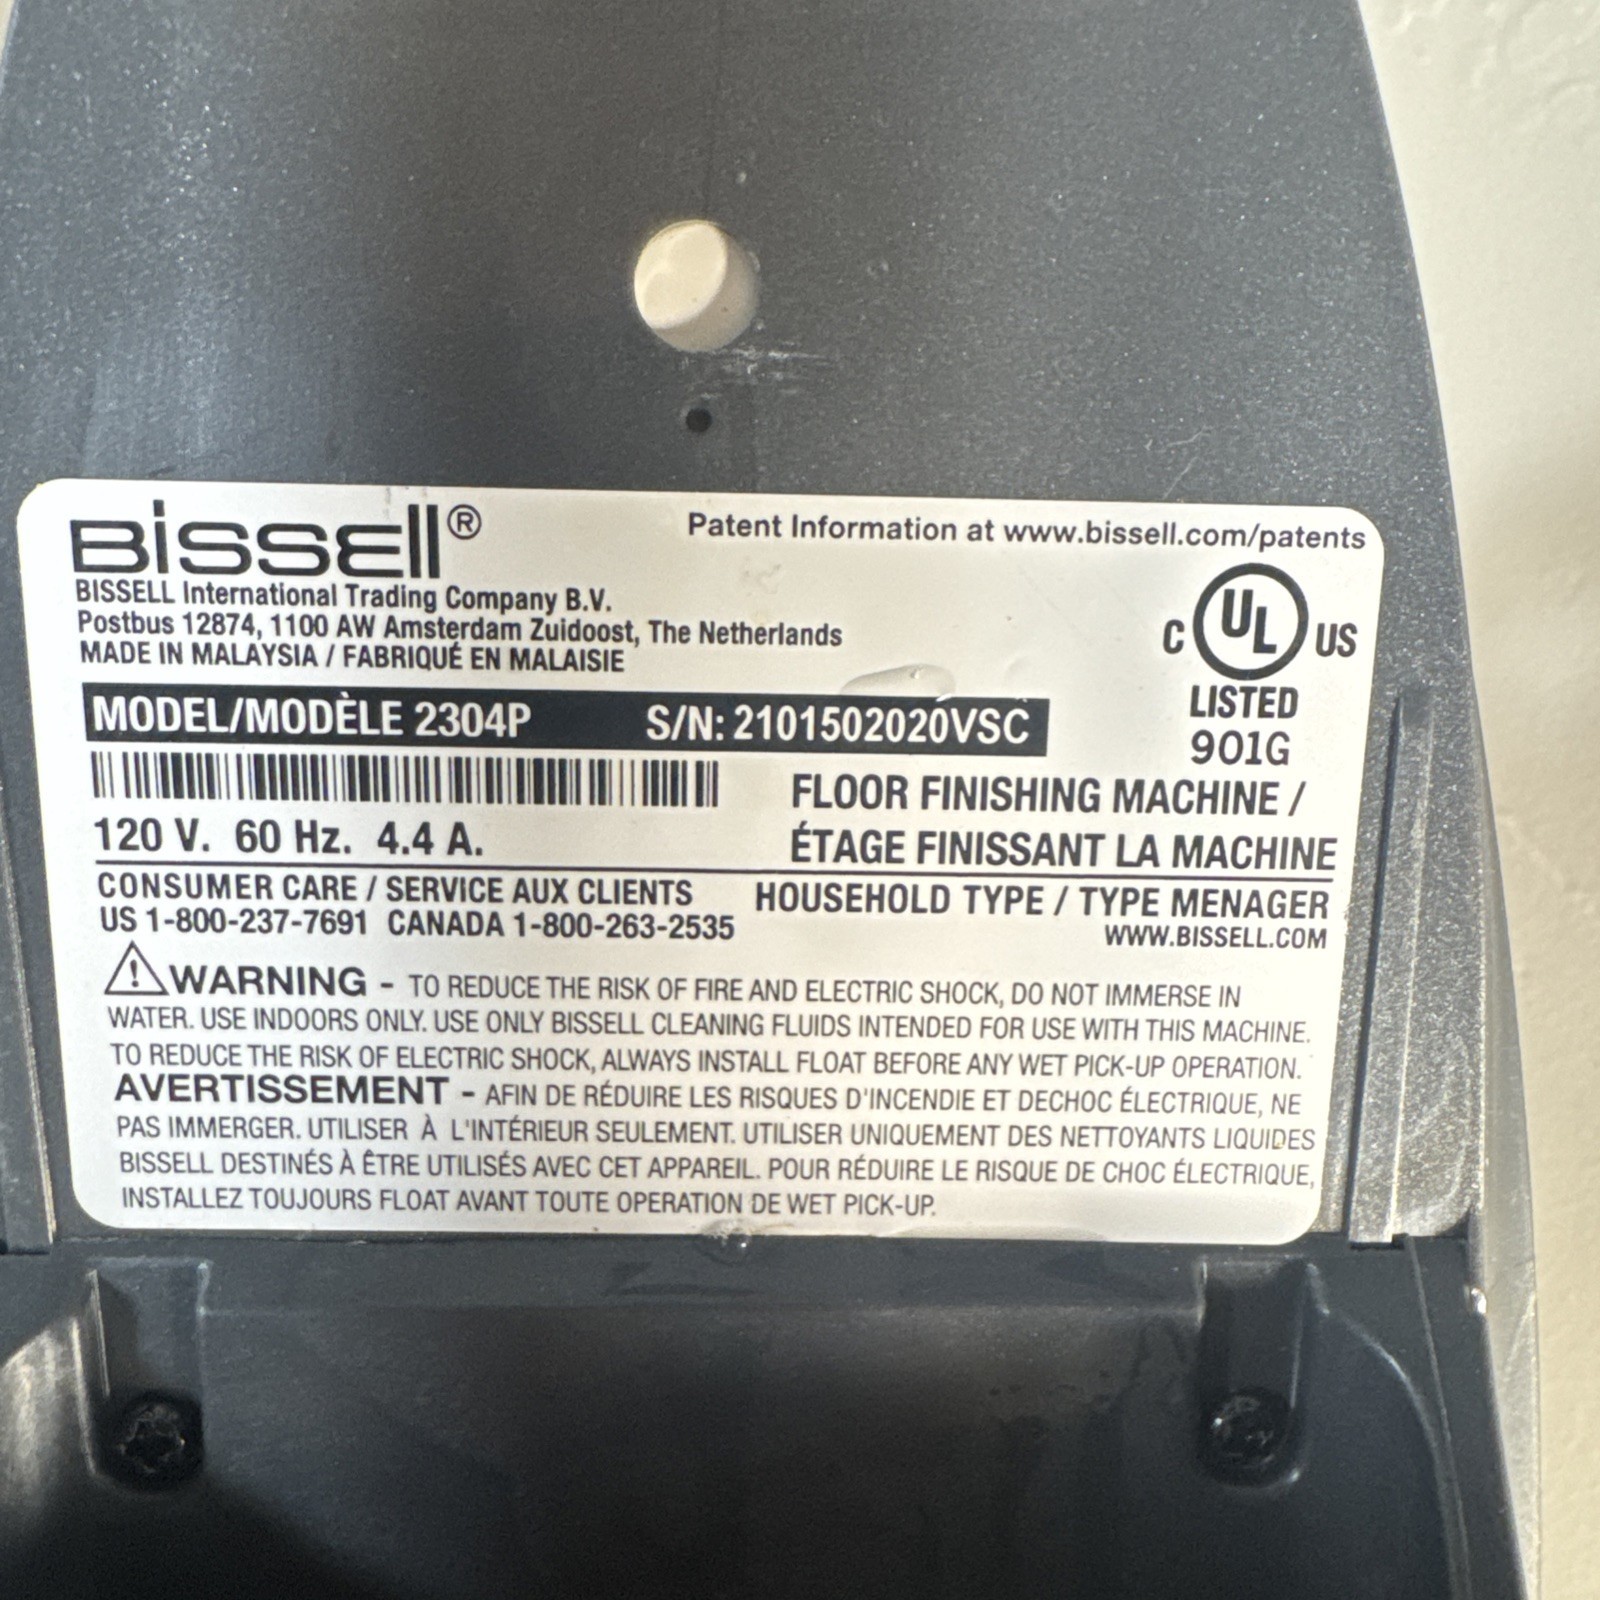 Bissell®
Patent Information at www.bissell.com/patents
BISSELL International Trading Company B.V.
Postbus 12874, 1100 AW Amsterdam Zuidoost, The Netherlands
MADE IN MALAYSIA / FABRIQUÉ EN MALAISIE
C UL US
LISTED
901G
MODEL/MODÈLE 2304P S/N: 2101502020VSC
120 V. 60 Hz. 4.4 A.
FLOOR FINISHING MACHINE /
ÉTAGE FINISSANT LA MACHINE
CONSUMER CARE / SERVICE AUX CLIENTS
US 1-800-237-7691 CANADA 1-800-263-2535
HOUSEHOLD TYPE / TYPE MENAGER
WWW.BISSELL.COM
WARNING - TO REDUCE THE RISK OF FIRE AND ELECTRIC SHOCK, DO NOT IMMERSE IN
WATER. USE INDOORS ONLY. USE ONLY BISSELL CLEANING FLUIDS INTENDED FOR USE WITH THIS MACHINE.
TO REDUCE THE RISK OF ELECTRIC SHOCK, ALWAYS INSTALL FLOAT BEFORE ANY WET PICK-UP OPERATION.
AVERTISSEMENT - AFIN DE RÉDUIRE LES RISQUES D'INCENDIE ET DECHOC ÉLECTRIQUE, NE
PAS IMMERGER. UTILISER À L'INTÉRIEUR SEULEMENT. UTILISER UNIQUEMENT DES NETTOYANTS LIQUIDES
BISSELL DESTINÉS À ÊTRE UTILISÉS AVEC CET APPAREIL. POUR RÉDUIRE LE RISQUE DE CHOC ÉLECTRIQUE,
INSTALLEZ TOUJOURS FLOAT AVANT TOUTE OPERATION DE WET PICK-UP.